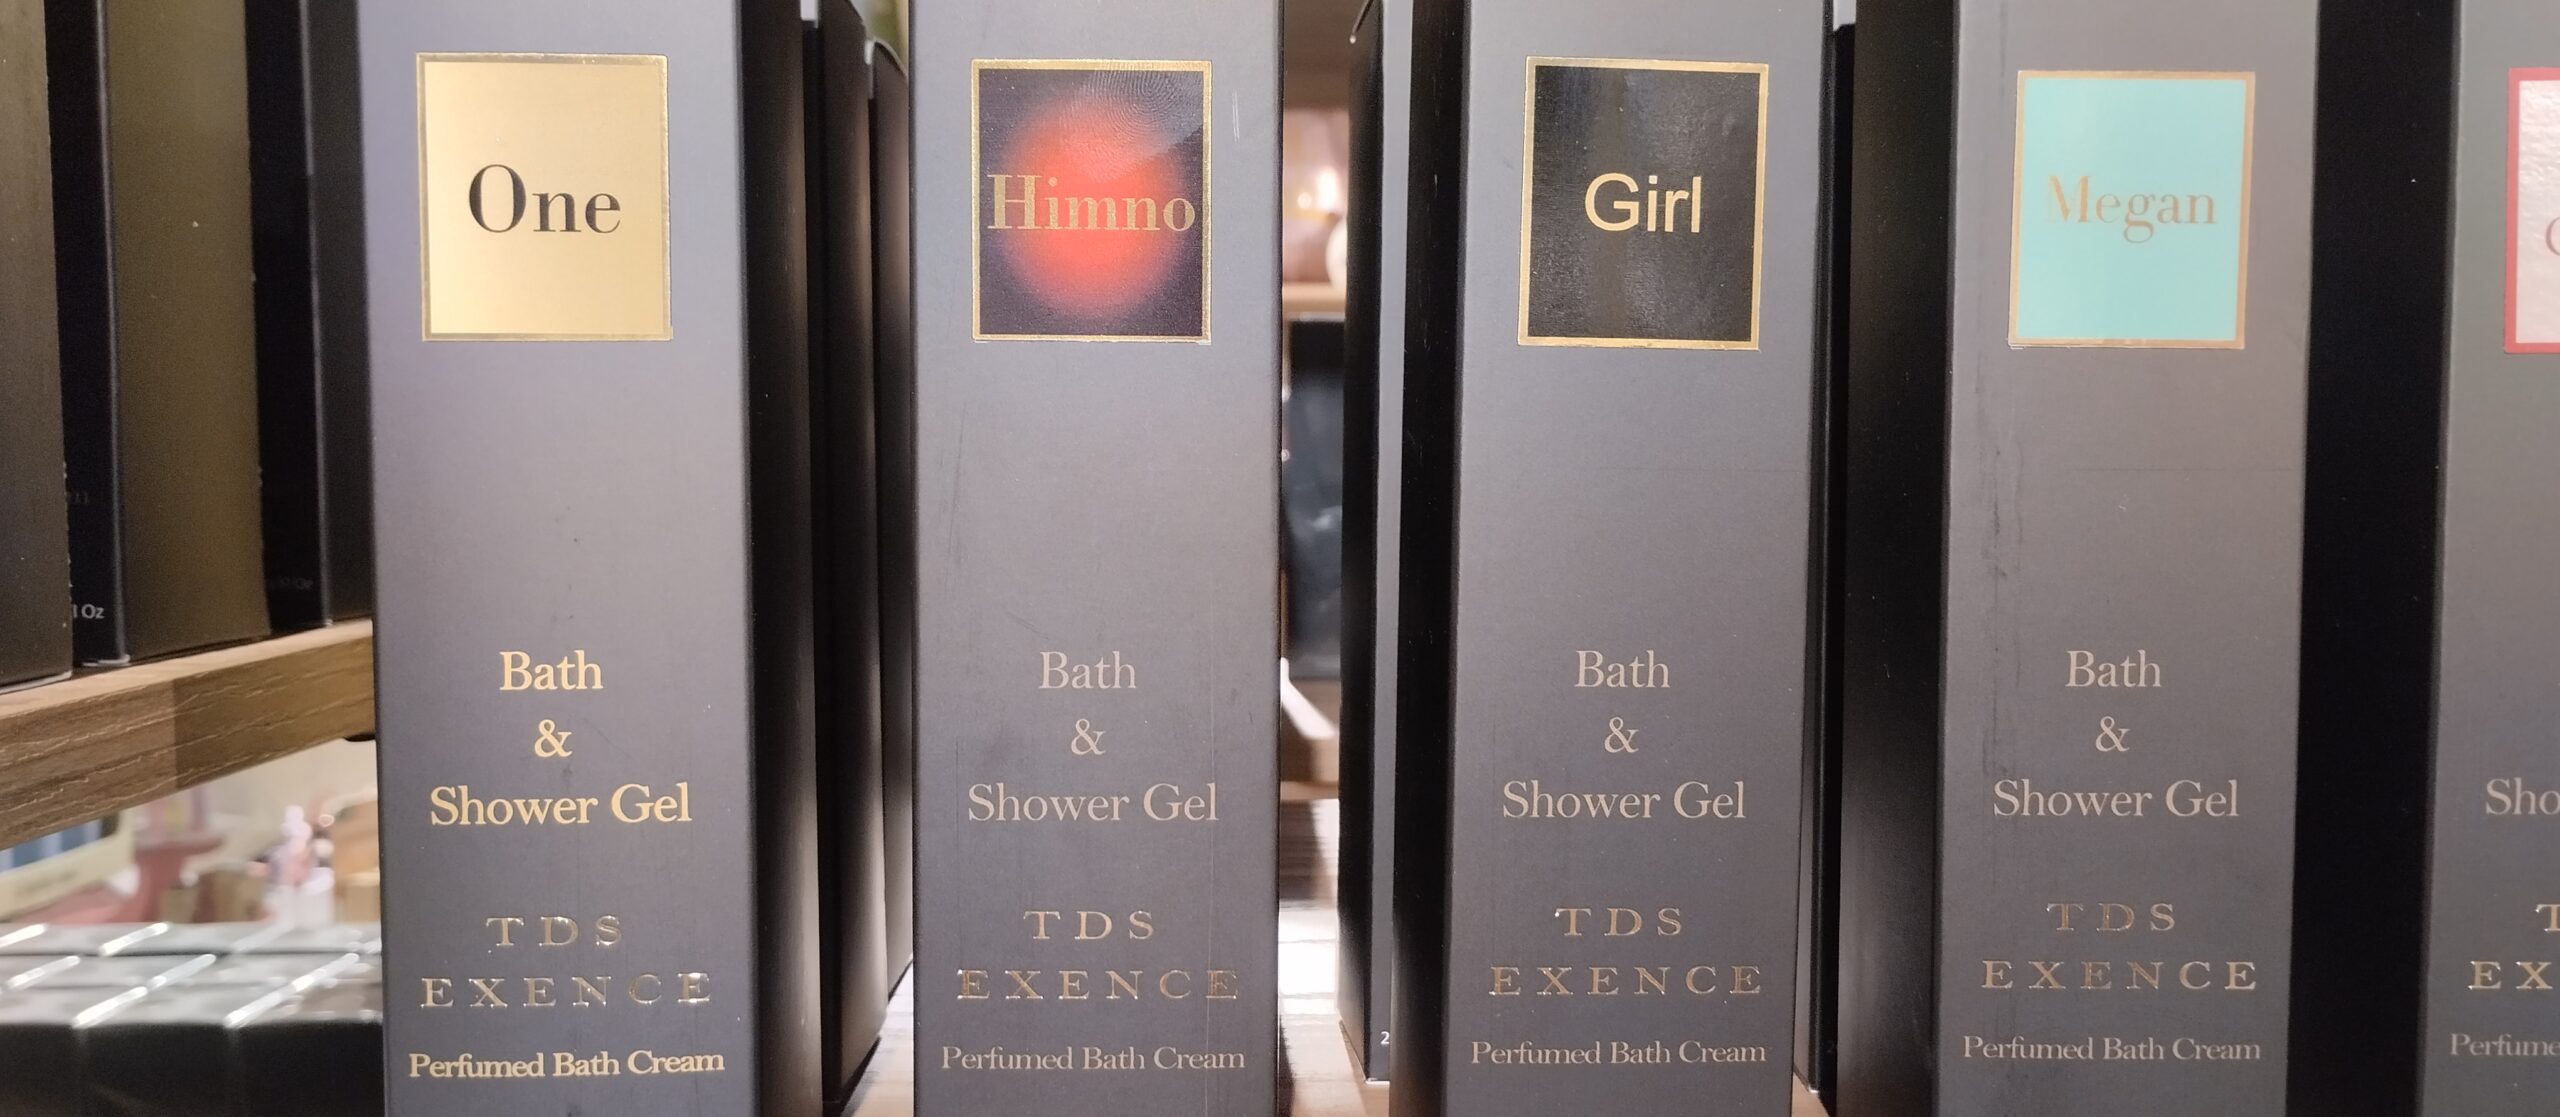 One
Bath
&
Shower Gel
TDS
EXENCE
Perfumed Bath Cream
Himno
Bath
&
Shower Gel
TDS
EXENCE
Perfumed Bath Cream
Girl
Bath
&
Shower Gel
TDS
EXENCE
Perfumed Bath Cream
Megan
Bath
&
Shower Gel
TDS
EXENCE
Perfumed Bath Cream
Oz